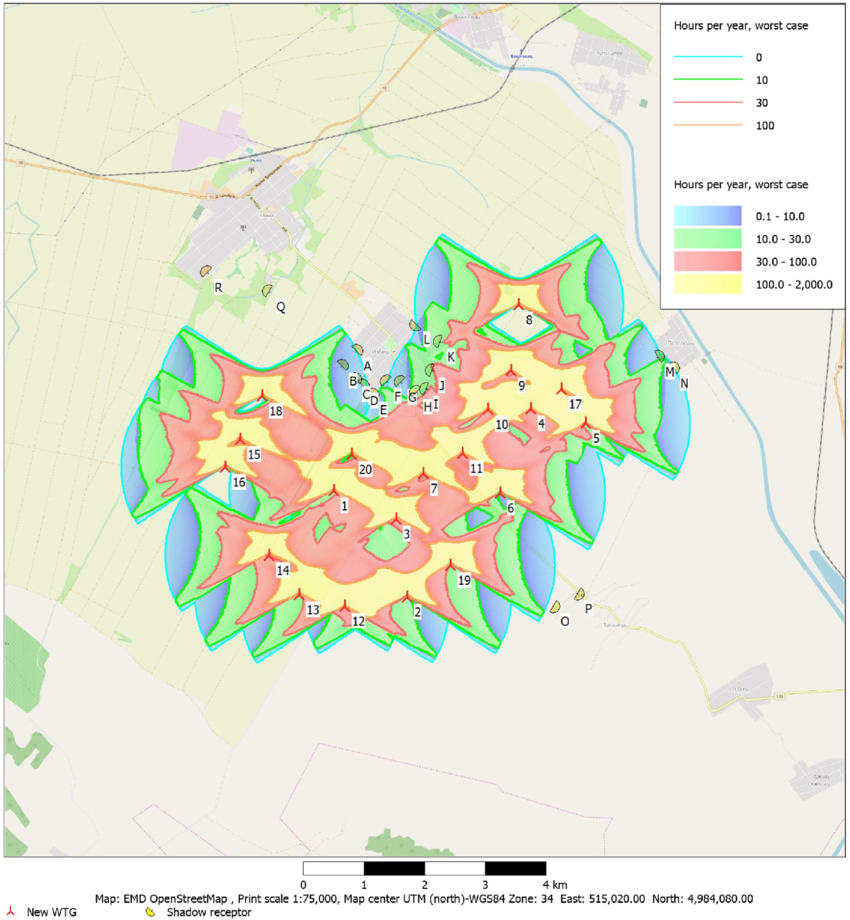 Hours per year, worst case
0
10
30
100
Hours per year, worst case
0.1 - 10.0
10.0 - 30.0
30.0 - 100.0
100.0 - 2,000.0
R
Q
8
L
A
K
M
B
N
J
9
C
D
F
G
17
E
H
I
18
10
4
5
15
20
11
16
7
1
6
3
14
19
13
12
2
O
P
0
1
2
3
4 km
Map: EMD OpenStreetMap , Print scale 1:75,000, Map center UTM (north)-WGS84 Zone: 34 East: 515,020.00 North: 4,984,080.00
New WTG
Shadow receptor